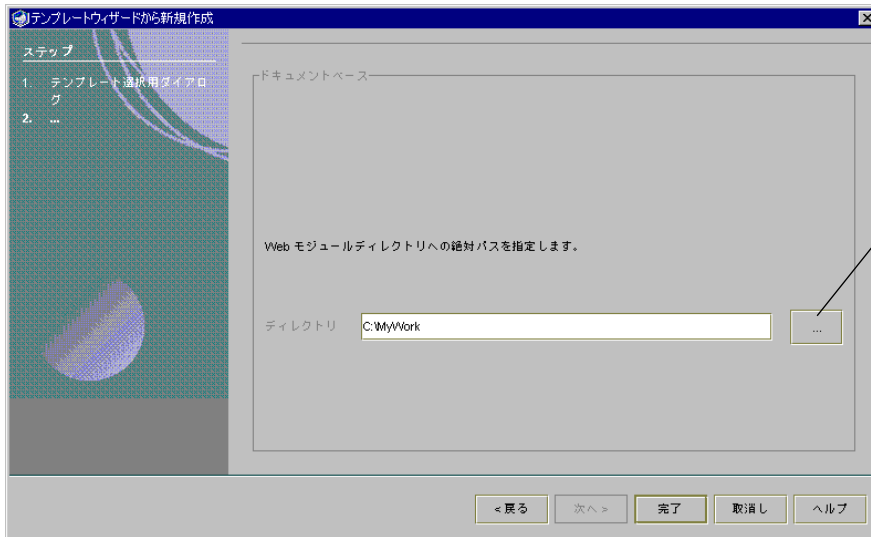 テンプレートウィザードから新規作成
ステップ
1. テンプレート選択用ダイアロ
グ
2. ...
ドキュメントベース
Web モジュールディレクトリへの絶対パスを指定します。
ディレクトリ C:\MyWork ...
< 戻る 次へ > 完了 取消し ヘルプ